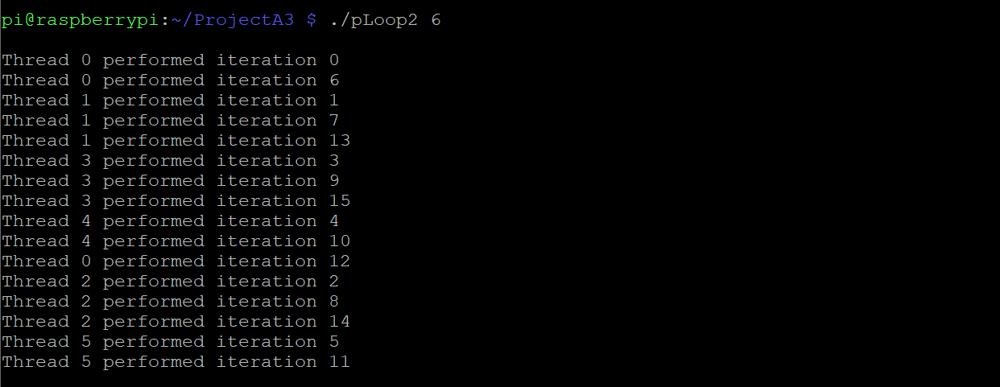 pi@raspberrypi:~/ProjectA3 $ ./pLoop2 6
Thread 0 performed iteration 0
Thread 0 performed iteration 6
Thread 1 performed iteration 1
Thread 1 performed iteration 7
Thread 1 performed iteration 13
Thread 3 performed iteration 3
Thread 3 performed iteration 9
Thread 3 performed iteration 15
Thread 4 performed iteration 4
Thread 4 performed iteration 10
Thread 0 performed iteration 12
Thread 2 performed iteration 2
Thread 2 performed iteration 8
Thread 2 performed iteration 14
Thread 5 performed iteration 5
Thread 5 performed iteration 11